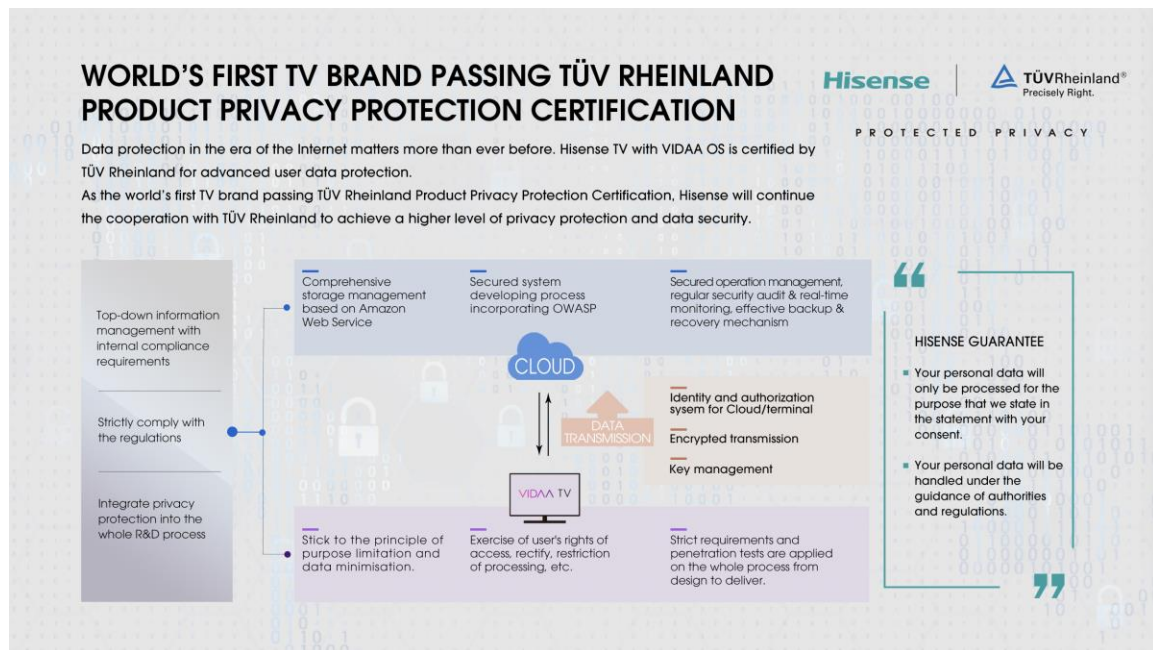 WORLD'S FIRST TV BRAND PASSING TÜV RHEINLAND
PRODUCT PRIVACY PROTECTION CERTIFICATION
Hisense
TÜVRheinland®
Precisely Right.
PROTECTED PRIVACY
Data protection in the era of the Internet matters more than ever before. Hisense TV with VIDAA OS is certified by
TÜV Rheinland for advanced user data protection.
As the world's first TV brand passing TÜV Rheinland Product Privacy Protection Certification, Hisense will continue
the cooperation with TÜV Rheinland to achieve a higher level of privacy protection and data security.
Top-down information
management with
internal compliance
requirements
Strictly comply with
the regulations
Integrate privacy
protection into the
whole R&D process
Comprehensive
storage management
based on Amazon
Web Service
Secured system
developing process
incorporating OWASP
Secured operation management,
regular security audit & real-time
monitoring, effective backup &
recovery mechanism
CLOUD
DATA
TRANSMISSION
Identity and authorization
sysem for Cloud/terminal
Encrypted transmission
Key management
VIDAA TV
Stick to the principle of
purpose limitation and
data minimisation.
Exercise of user's rights of
access, rectify, restriction
of processing, etc.
Strict requirements and
penetration tests are applied
on the whole process from
design to deliver.
“
HISENSE GUARANTEE
▪ Your personal data will
only be processed for the
purpose that we state in
the statement with your
consent.
▪ Your personal data will be
handled under the
guidance of authorities
and regulations.
”